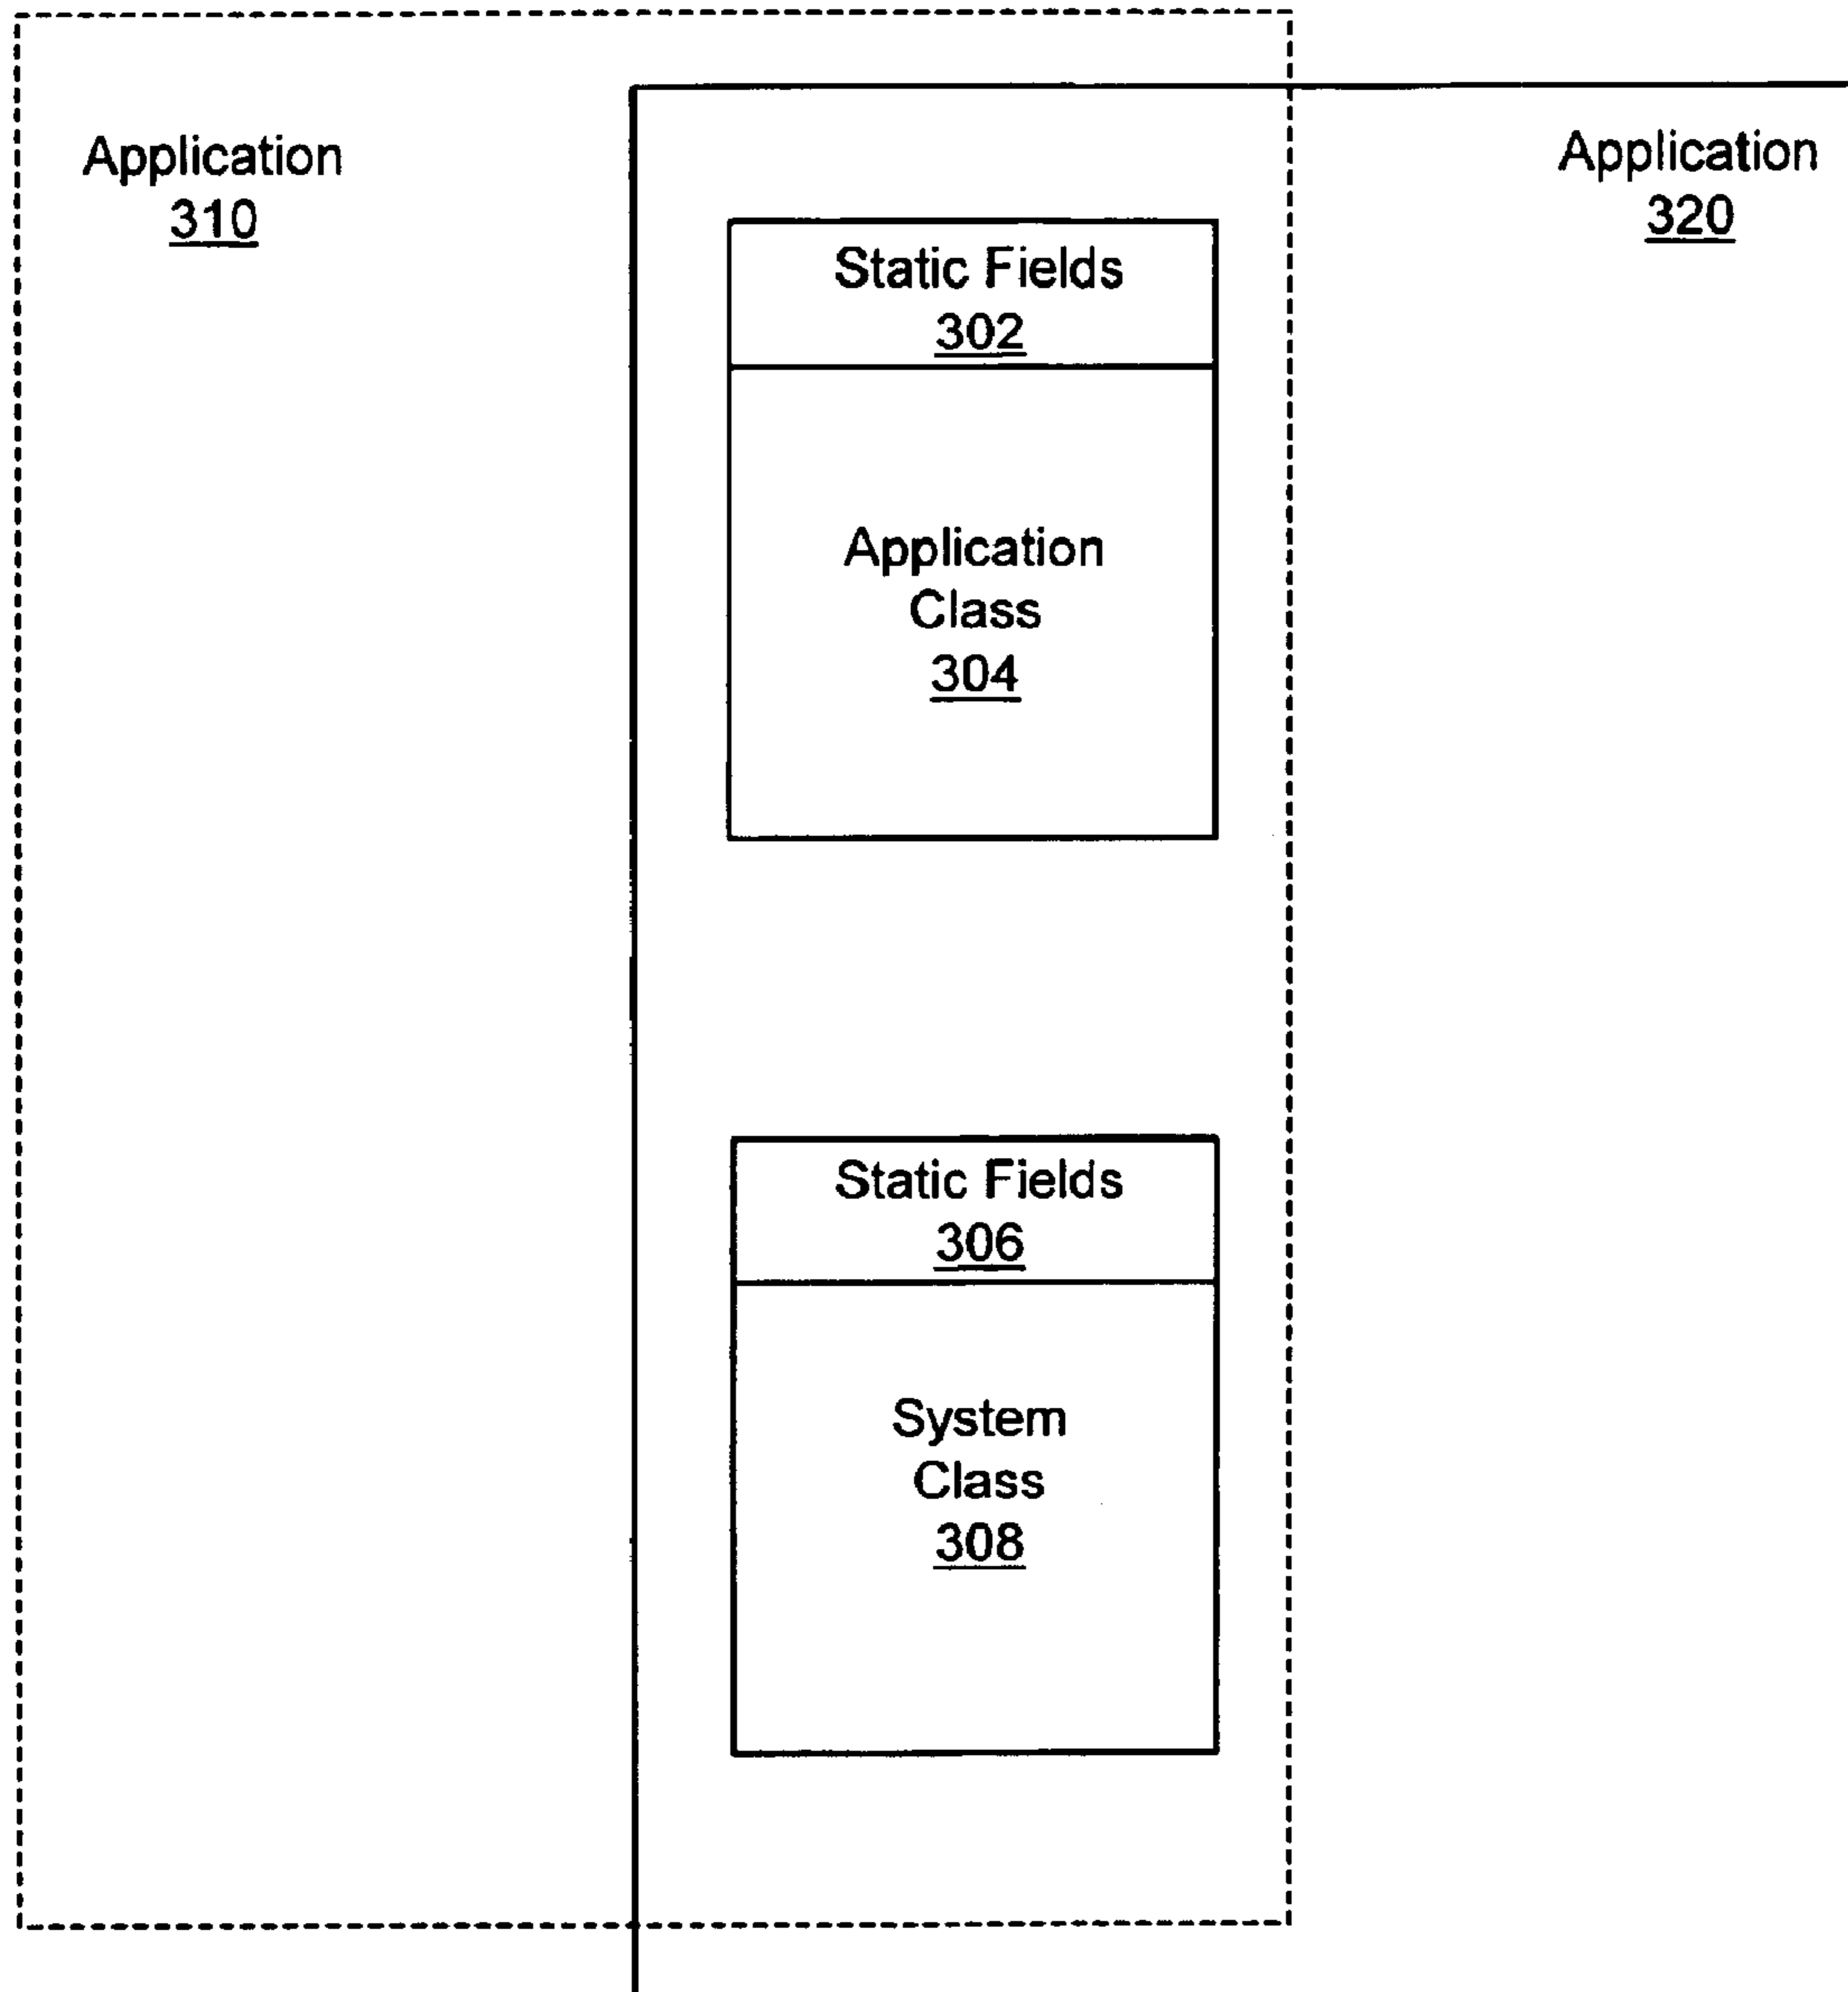 Application
310
Application
320
Static Fields
302
Application
Class
304
Static Fields
306
System
Class
308